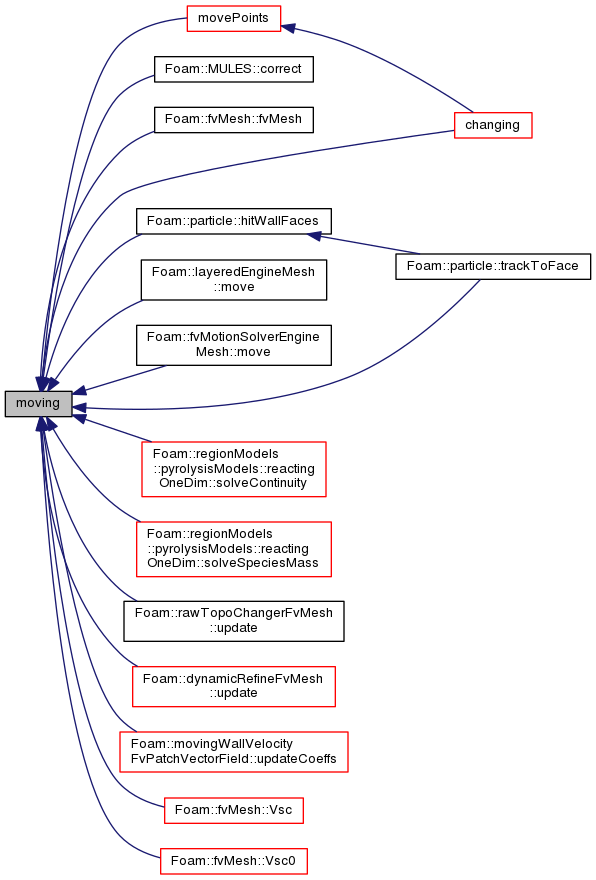 movePoints
Foam::MULES::correct
Foam::fvMesh::fvMesh
changing
Foam::particle::hitWallFaces
Foam::particle::trackToFace
Foam::layeredEngineMesh
::move
Foam::fvMotionSolverEngine
Mesh::move
moving
Foam::regionModels
::pyrolysisModels::reacting
OneDim::solveContinuity
Foam::regionModels
::pyrolysisModels::reacting
OneDim::solveSpeciesMass
Foam::rawTopoChangerFvMesh
::update
Foam::dynamicRefineFvMesh
::update
Foam::movingWallVelocity
FvPatchVectorField::updateCoeffs
Foam::fvMesh::Vsc
Foam::fvMesh::Vsc0